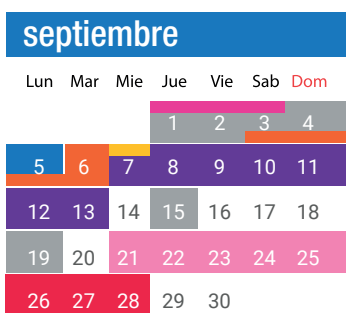 septiembre
Lun Mar Mie Jue Vie Sab Dom
1 2 3 4
5 6 7 8 9 10 11
12 13 14 15 16 17 18
19 20 21 22 23 24 25
26 27 28 29 30